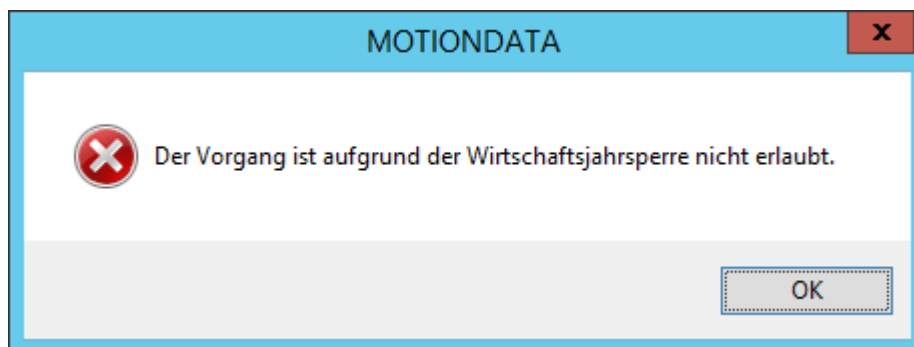 MOTIONDATA
x
Der Vorgang ist aufgrund der Wirtschaftsjahrsperre nicht erlaubt.
OK